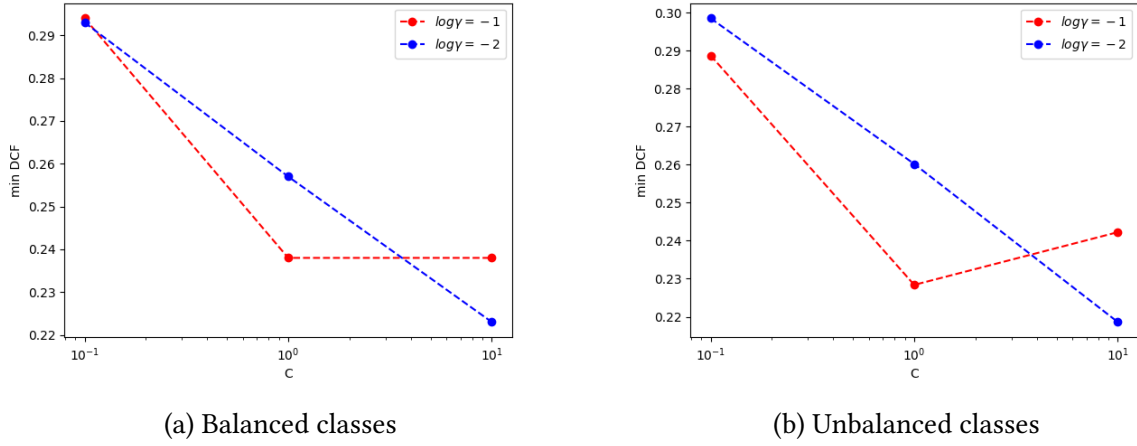 0.29
0.28
0.27
0.26
0.25
0.24
0.23
0.22
min DCF
10⁻¹
10⁰
10¹
C
logγ = −1
logγ = −2
(a) Balanced classes
0.30
0.29
0.28
0.27
0.26
0.25
0.24
0.23
0.22
min DCF
10⁻¹
10⁰
10¹
C
logγ = −1
logγ = −2
(b) Unbalanced classes